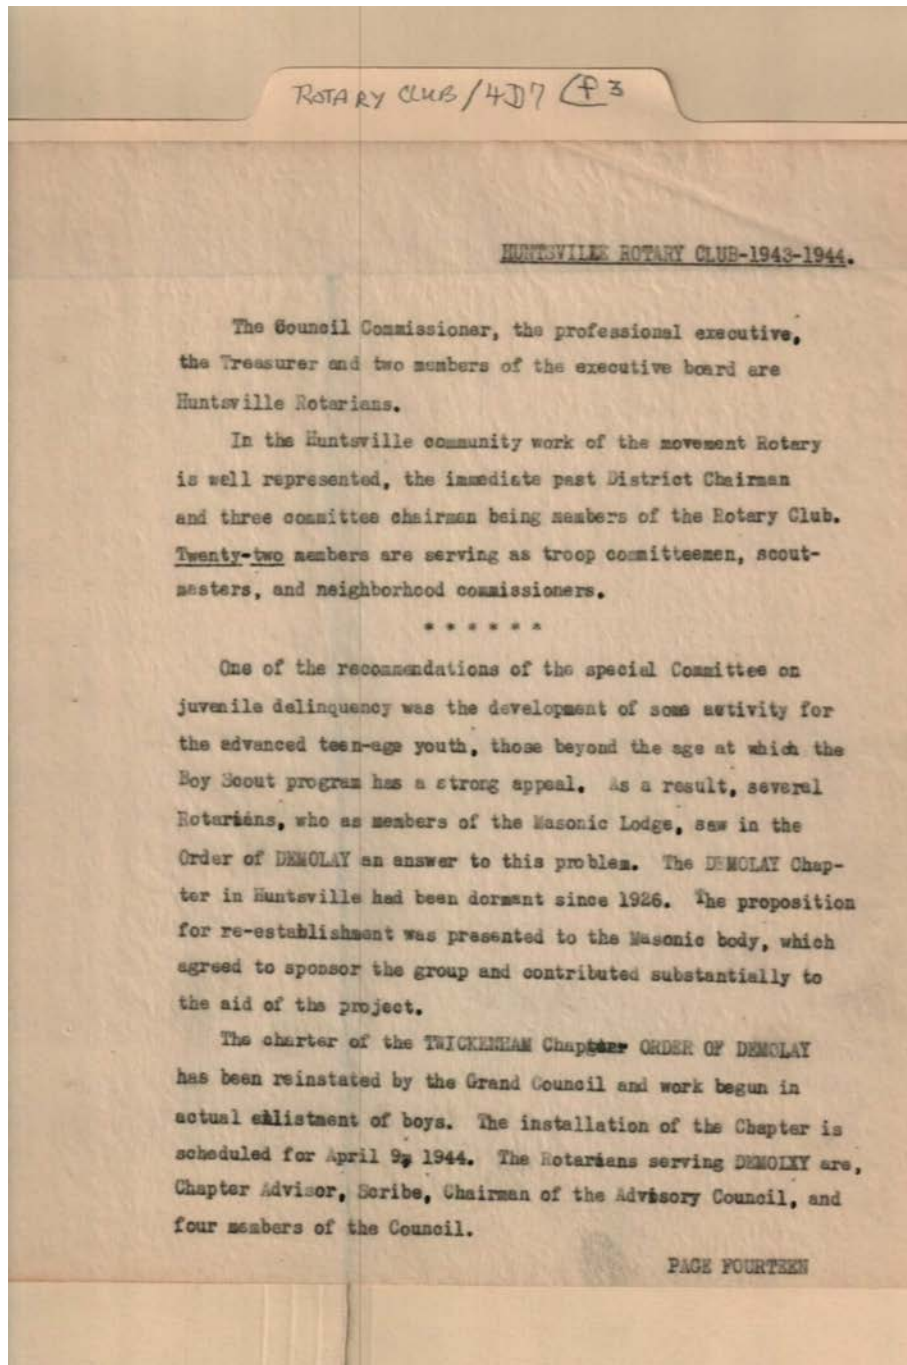 ROTARY CLUB/4D7 (f 3
HUNTSVILLE ROTARY CLUB-1943-1944.
The Council Commissioner, the professional executive,
the Treasurer and two members of the executive board are
Huntsville Rotarians.
In the Huntsville community work of the movement Rotary
is well represented, the immediate past District Chairman
and three committee chairman being members of the Rotary Club.
Twenty-two members are serving as troop committeemen, scout-
masters, and neighborhood commissioners.
* * * * * *
One of the recommendations of the special Committee on
juvenile delinquency was the development of some activity for
the advanced teen-age youth, those beyond the age at which the
Boy Scout program has a strong appeal. As a result, several
Rotarians, who as members of the Masonic Lodge, saw in the
Order of DEMOLAY an answer to this problem. The DEMOLAY Chap-
ter in Huntsville had been dormant since 1926. The proposition
for re-establishment was presented to the Masonic body, which
agreed to sponsor the group and contributed substantially to
the aid of the project.
The charter of the TWICKENHAM Chapter ORDER OF DEMOLAY
has been reinstated by the Grand Council and work begun in
actual enlistment of boys. The installation of the Chapter is
scheduled for April 9, 1944. The Rotarians serving DEMOLAY are,
Chapter Advisor, Scribe, Chairman of the Advisory Council, and
four members of the Council.
PAGE FOURTEEN